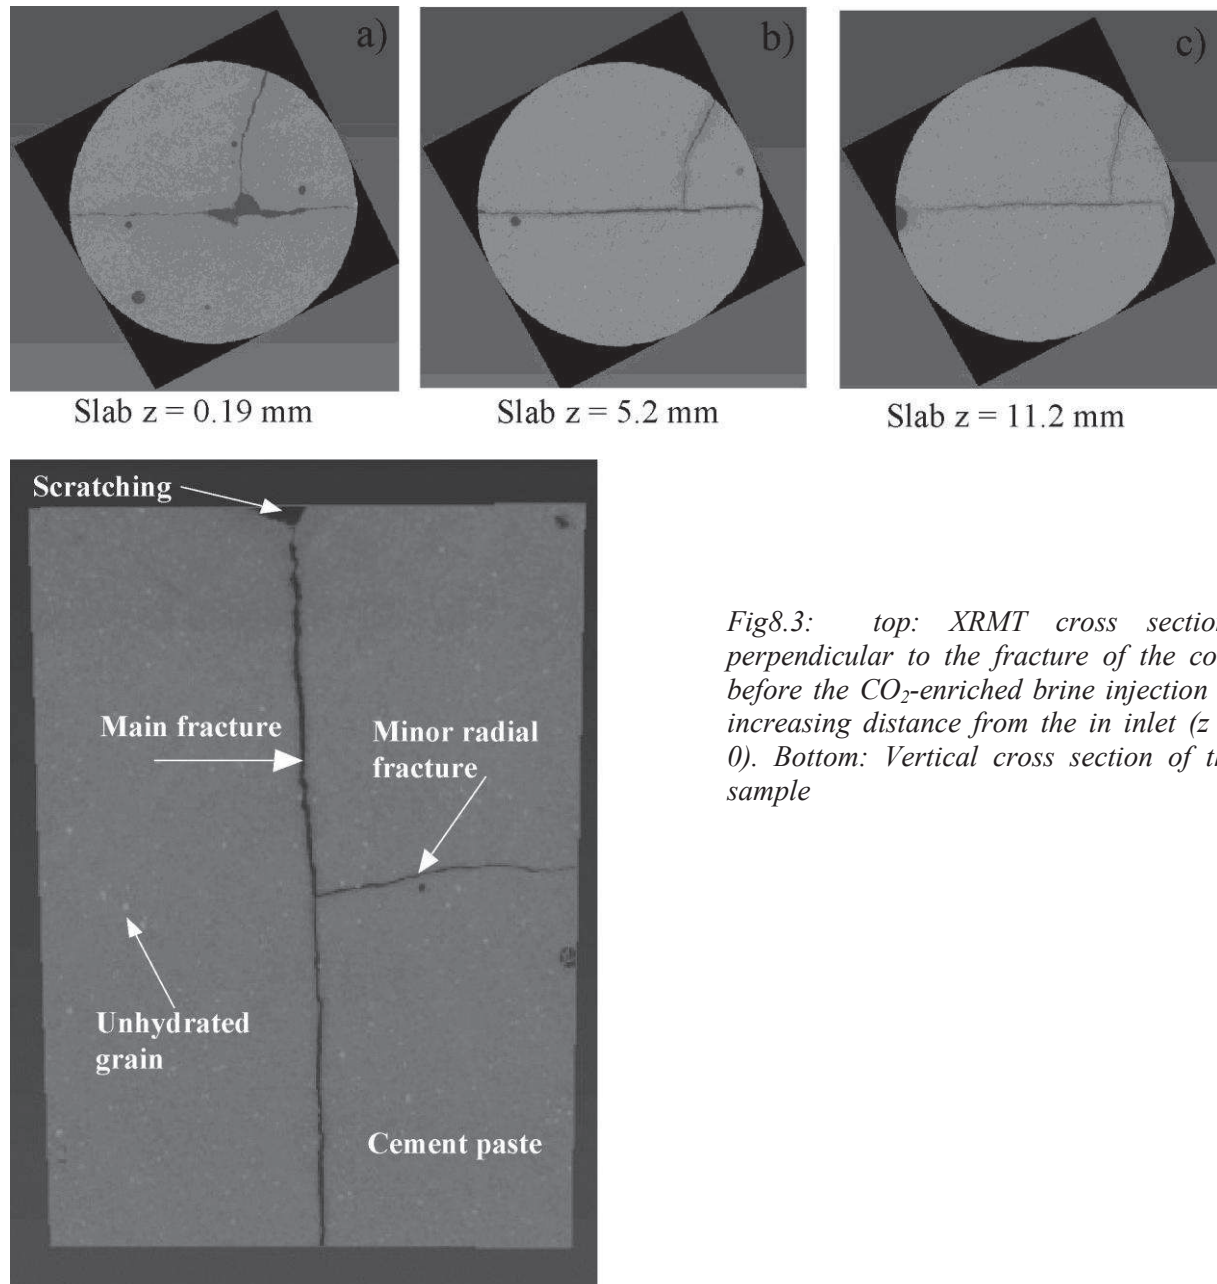 a)
b)
c)
Slab z = 0.19 mm
Slab z = 5.2 mm
Slab z = 11.2 mm
Scratching
Main fracture
Minor radial
fracture
Unhydrated
grain
Cement paste
Fig8.3: top: XRMT cross section
perpendicular to the fracture of the co
before the CO₂-enriched brine injection
increasing distance from the in inlet (z
0). Bottom: Vertical cross section of th
sample